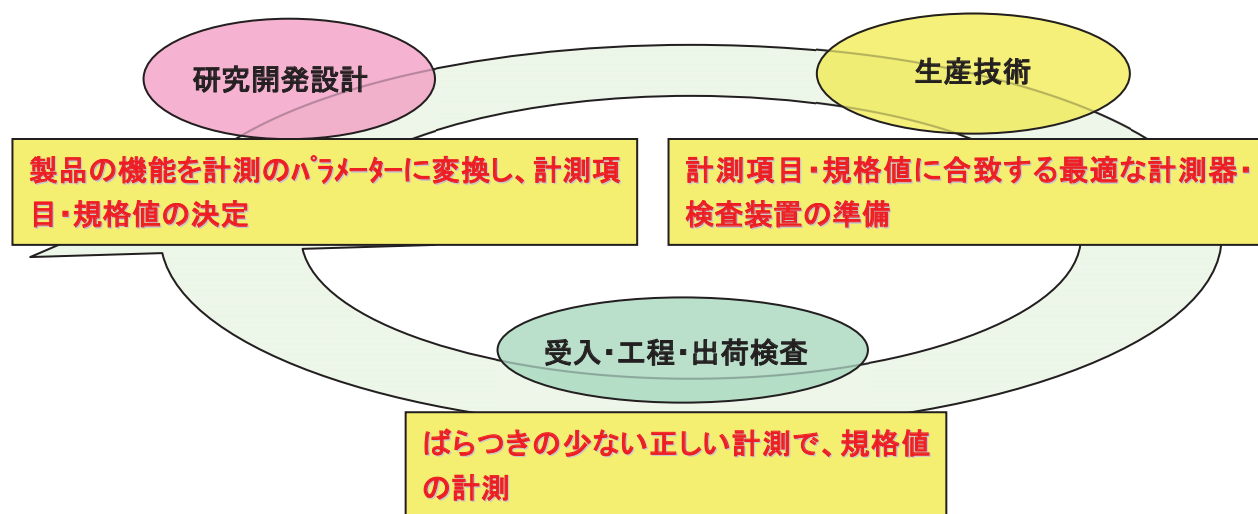 研究開発設計
生産技術
製品の機能を計測のパラメーターに変換し、計測項
目・規格値の決定
計測項目・規格値に合致する最適な計測器・
検査装置の準備
受入・工程・出荷検査
ばらつきの少ない正しい計測で、規格値
の計測